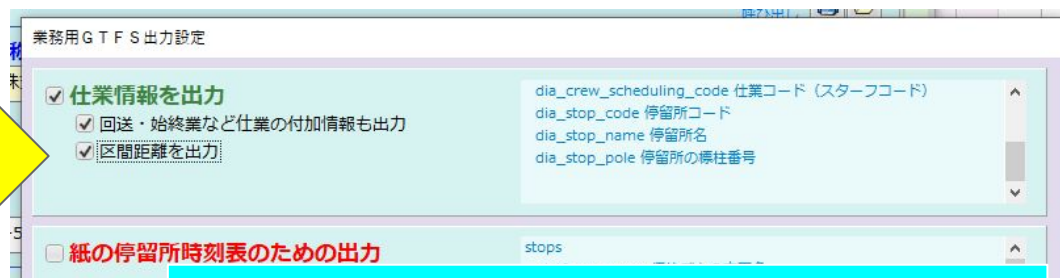 呼び出し
業務用ＧＴＦＳ出力設定
仕業情報を出力
回送・始終業など仕業の付加情報も出力
区間距離を出力
dia_crew_scheduling_code 仕業コード（スターフコード）
dia_stop_code 停留所コード
dia_stop_name 停留所名
dia_stop_pole 停留所の標柱番号
紙の停留所時刻表のための出力
stops